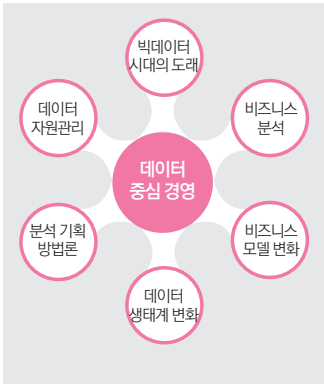 빅데이터
시대의 도래
비즈니스
분석
비즈니스
모델 변화
데이터
생태계 변화
분석 기획
방법론
데이터
자원관리
데이터
중심 경영